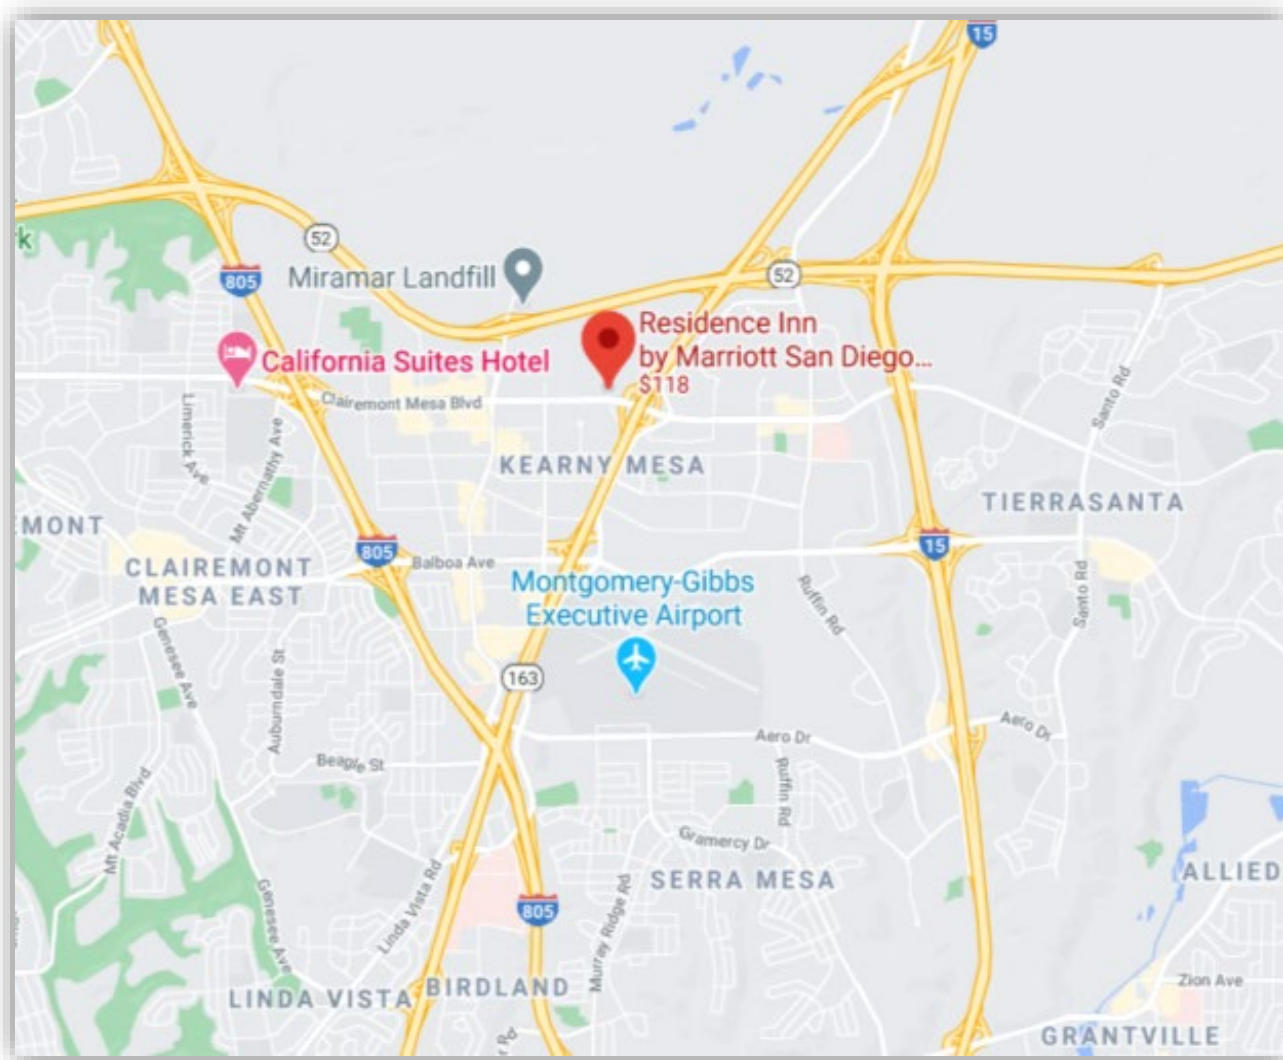 15
52
k
805
Miramar Landfill
52
Residence Inn
by Marriott San Diego...
$118
California Suites Hotel
Clairemont Mesa Blvd
Limerick Ave
Mt Abernathy Ave
Santo Rd
KEARNY MESA
TIERRASANTA
EMONT
805
Balboa Ave
15
CLAIREMONT
MESA EAST
Montgomery-Gibbs
Executive Airport
Ruffin Rd
Santo Rd
Genesee Ave
Auburndale St
163
Aero Dr
Aero Dr
Beagle St
Ruffin Rd
Mt Acadia Blvd
Gramercy Dr
SERRA MESA
ALLIED
Genesee Ave
Linda Vista Rd
805
Murray Ridge Rd
LINDA VISTA
BIRDLAND
Zion Ave
r Rd
GRANTVILLE